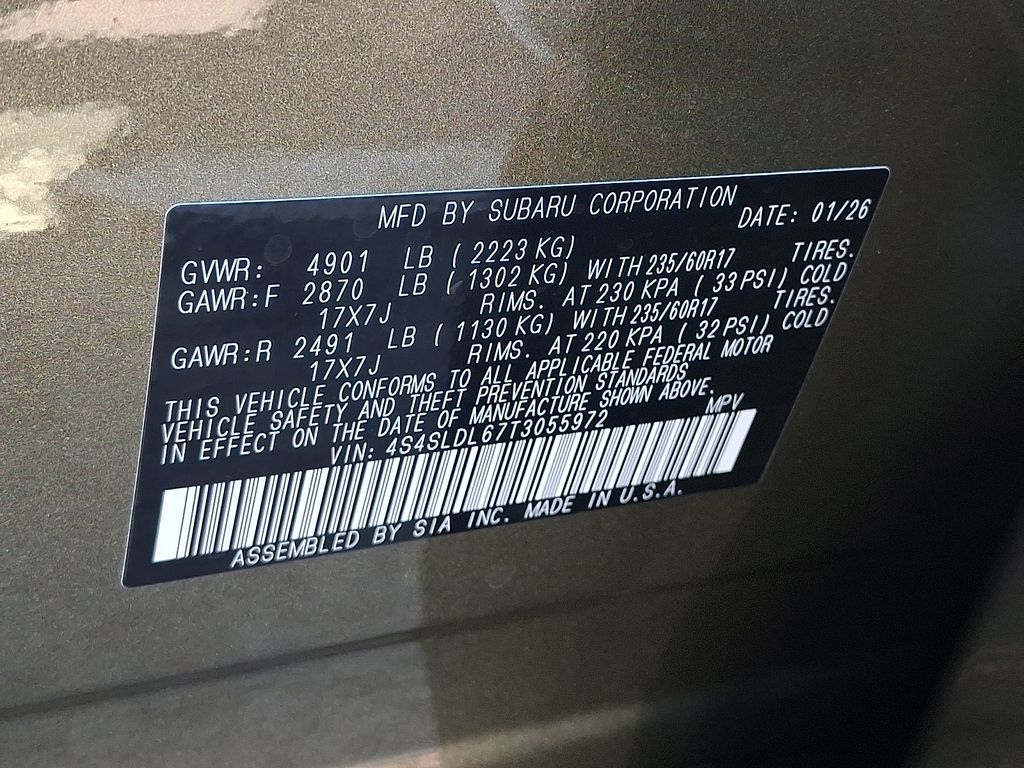 MFD BY SUBARU CORPORATION DATE: 01/26
GVWR: 4901 LB ( 2223 KG)
GAWR:F 2870 LB ( 1302 KG) WITH 235/60R17 TIRES.
17X7J RIMS. AT 230 KPA ( 33 PSI) COLD
GAWR:R 2491 LB ( 1130 KG) WITH 235/60R17 TIRES.
17X7J RIMS. AT 220 KPA ( 32 PSI) COLD
THIS VEHICLE CONFORMS TO ALL APPLICABLE FEDERAL MOTOR
VEHICLE SAFETY AND THEFT PREVENTION STANDARDS
IN EFFECT ON THE DATE OF MANUFACTURE SHOWN ABOVE.
VIN: 4S4SLDL67T3055972 MPV
ASSEMBLED BY SIA INC. MADE IN U.S.A.